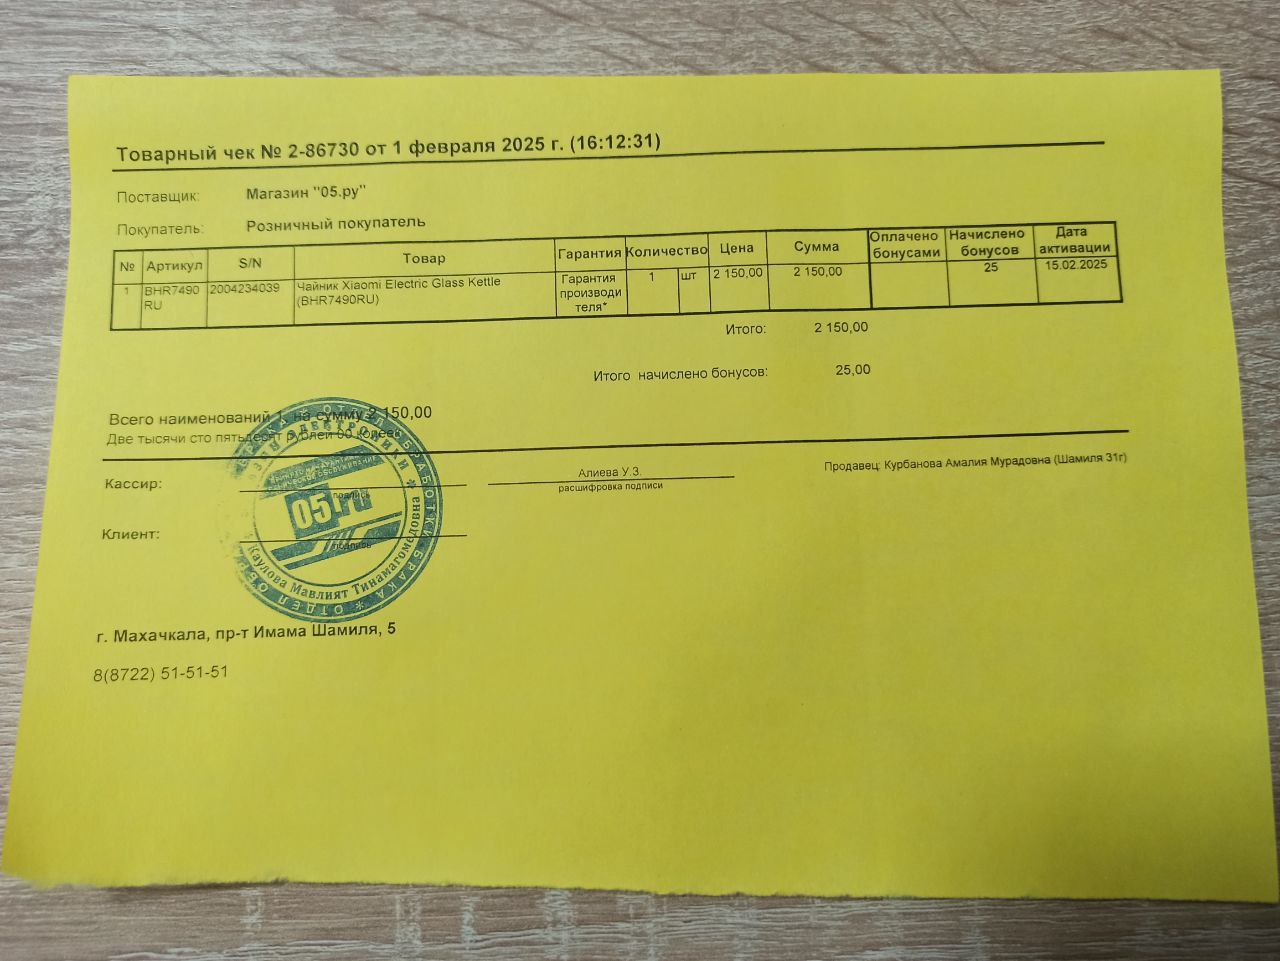 Товарный чек № 2-86730 от 1 февраля 2025 г. (16:12:31)
Поставщик: Магазин "05.ру"
Покупатель: Розничный покупатель
№ Артикул S/N Товар Гарантия Количество Цена Сумма Оплачено бонусами Начислено бонусов Дата активации
1 BHR7490RU 2004234039 Чайник Xiaomi Electric Glass Kettle (BHR7490RU) Гарантия производителя* 1 шт 2 150,00 2 150,00 25 15.02.2025
Итого: 2 150,00
Итого начислено бонусов: 25,00
Всего наименований 1, на сумму 2 150,00
Две тысячи сто пятьдесят рублей 00 копеек
Кассир: подпись Алиева У.З. расшифровка подписи Продавец: Курбанова Амалия Мурадовна (Шамиля 31г)
Клиент: подпись
05.ru
Каулова Мавлият Тинамагомедовна
ОТДЕЛ ОБРАБОТКИ БРАКА * ОТДЕЛ
г. Махачкала, пр-т Имама Шамиля, 5
8(8722) 51-51-51